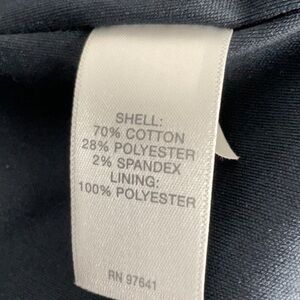 SHELL:
70% COTTON
28% POLYESTER
2% SPANDEX
LINING:
100% POLYESTER
RN 97641